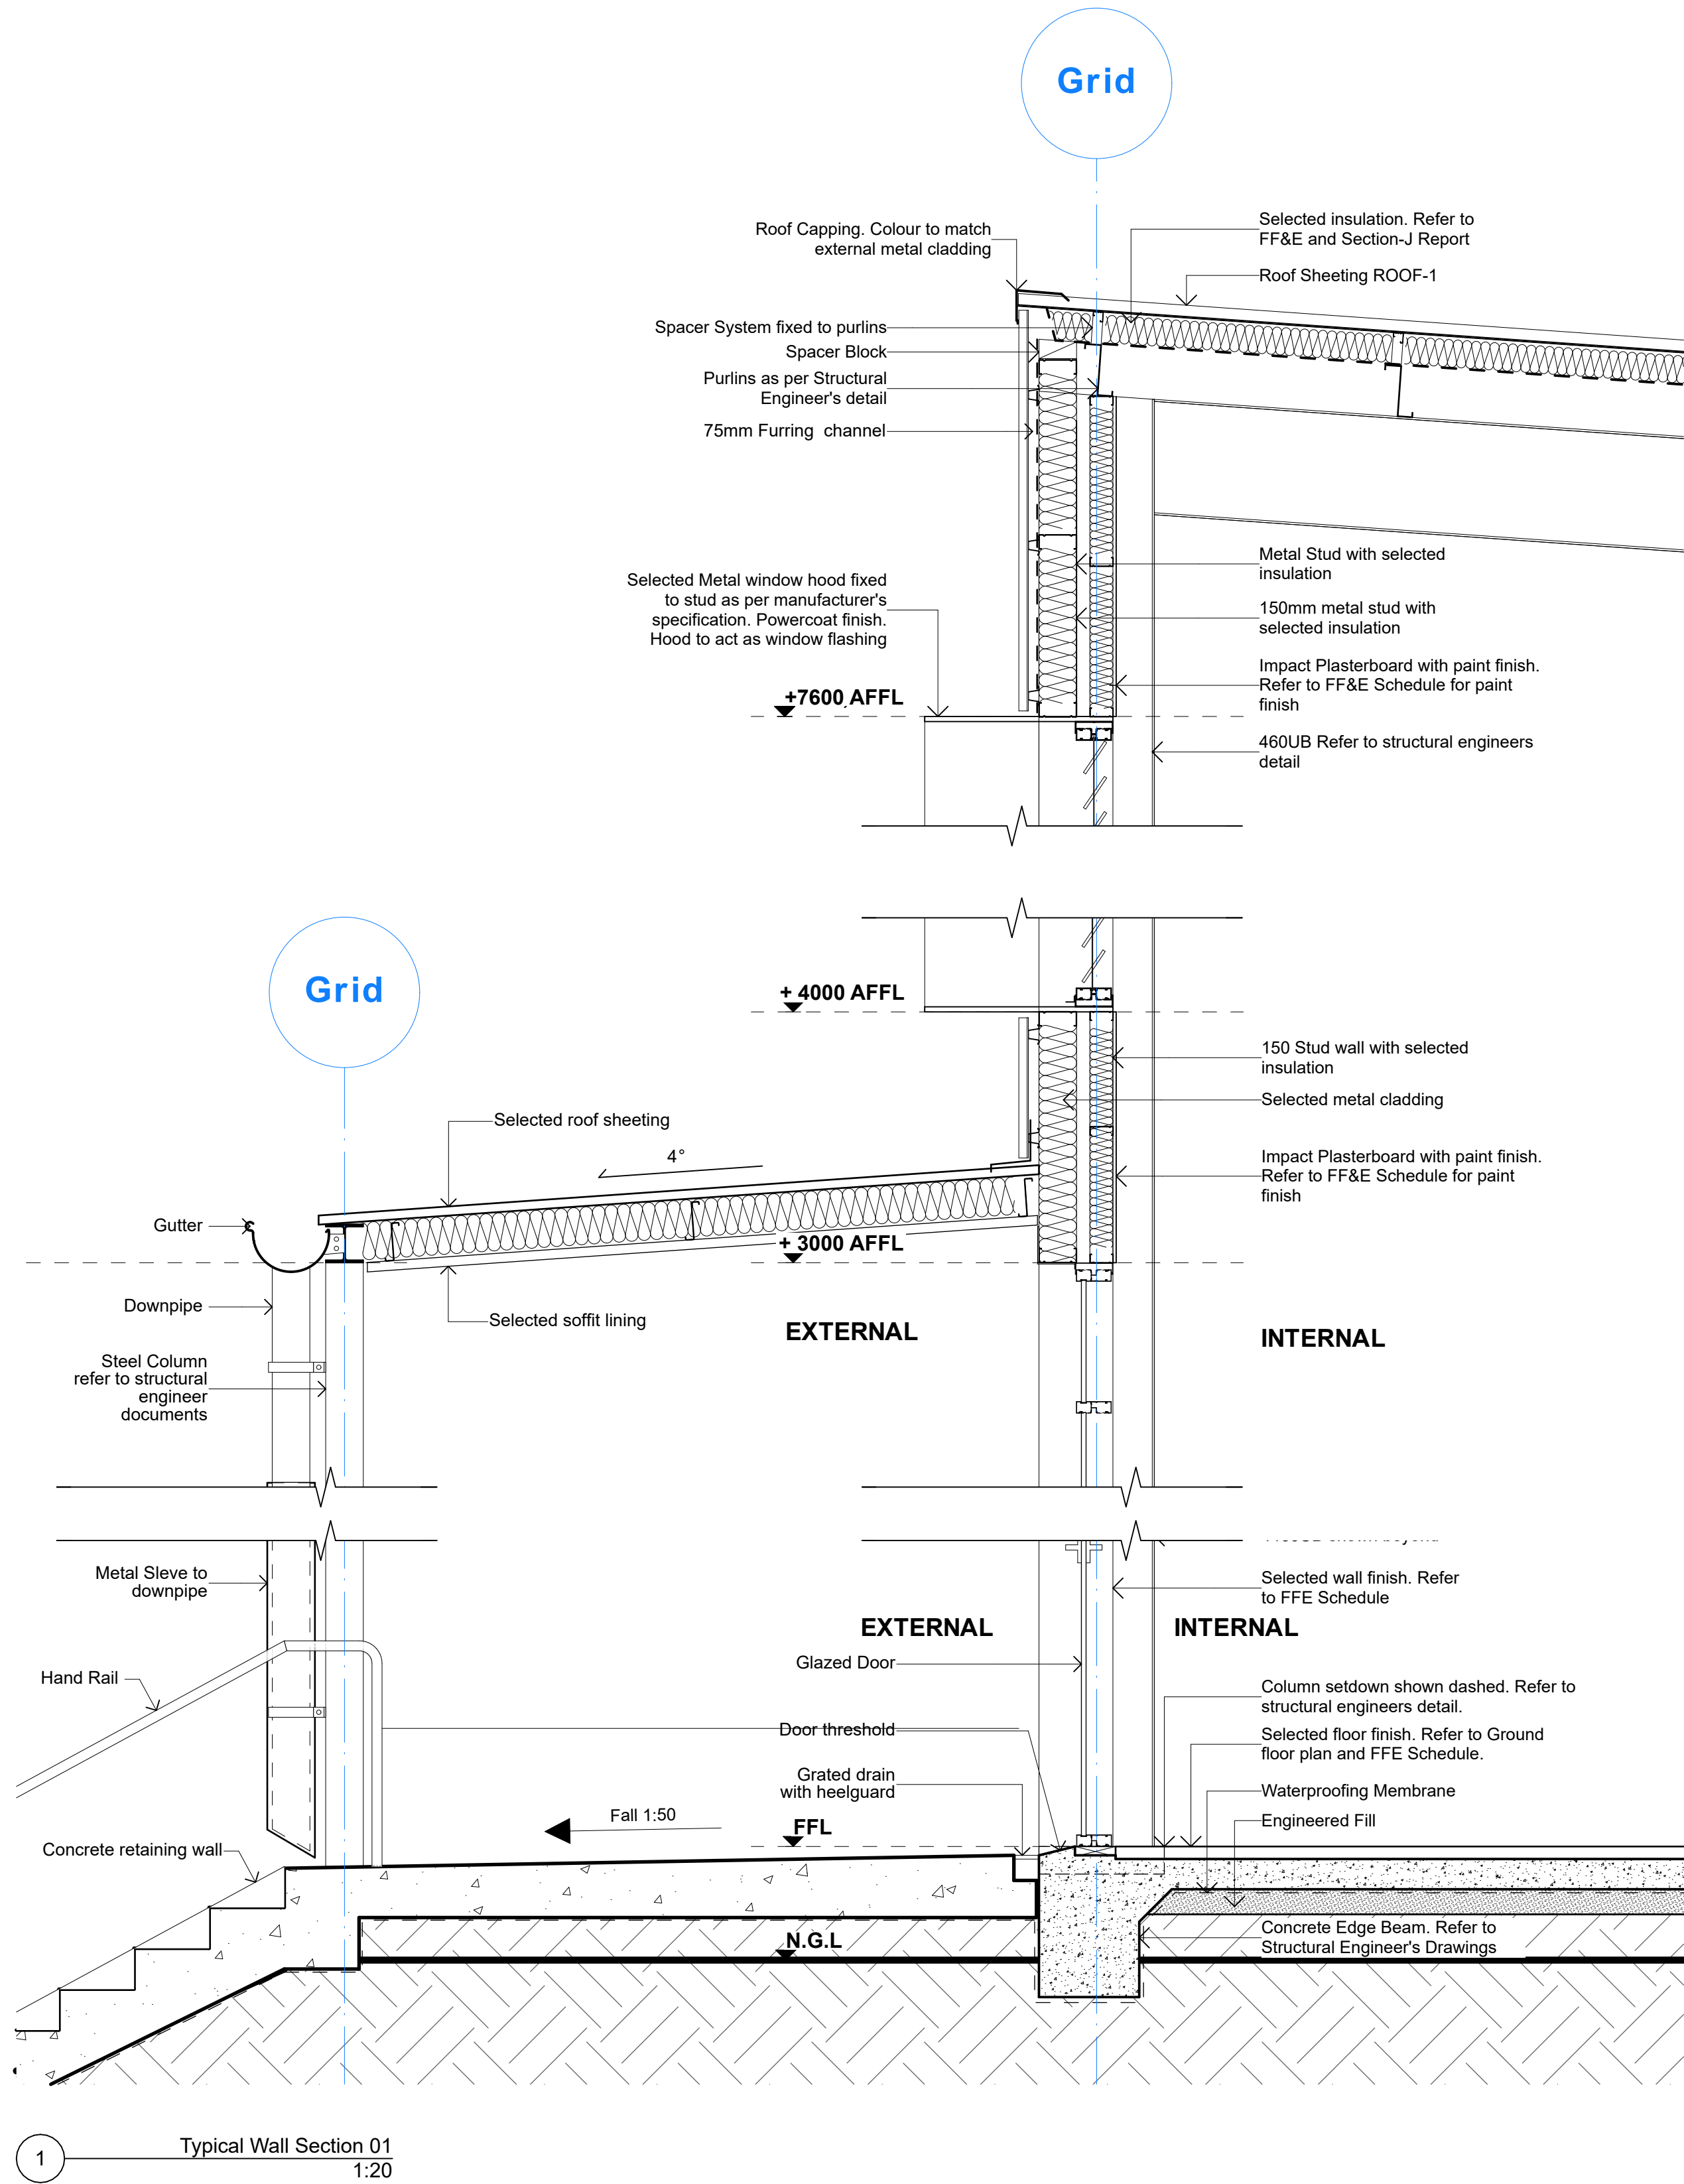 Grid
Roof Capping. Colour to match
external metal cladding
Selected insulation. Refer to
FF&E and Section-J Report
Roof Sheeting ROOF-1
Spacer System fixed to purlins
Spacer Block
Purlins as per Structural
Engineer's detail
75mm Furring channel
Metal Stud with selected
insulation
Selected Metal window hood fixed
to stud as per manufacturer's
specification. Powercoat finish.
Hood to act as window flashing
150mm metal stud with
selected insulation
Impact Plasterboard with paint finish.
Refer to FF&E Schedule for paint
finish
+7600 AFFL
460UB Refer to structural engineers
detail
Grid
+ 4000 AFFL
150 Stud wall with selected
insulation
Selected metal cladding
Selected roof sheeting
4°
Impact Plasterboard with paint finish.
Refer to FF&E Schedule for paint
finish
Gutter
+ 3000 AFFL
Downpipe
Selected soffit lining
EXTERNAL
INTERNAL
Steel Column
refer to structural
engineer
documents
Metal Sleve to
downpipe
Selected wall finish. Refer
to FFE Schedule
EXTERNAL
INTERNAL
Glazed Door
Hand Rail
Column setdown shown dashed. Refer to
structural engineers detail.
Door threshold
Selected floor finish. Refer to Ground
floor plan and FFE Schedule.
Grated drain
with heelguard
Waterproofing Membrane
Fall 1:50
FFL
Engineered Fill
Concrete retaining wall
N.G.L
Concrete Edge Beam. Refer to
Structural Engineer's Drawings
1
Typical Wall Section 01
1:20